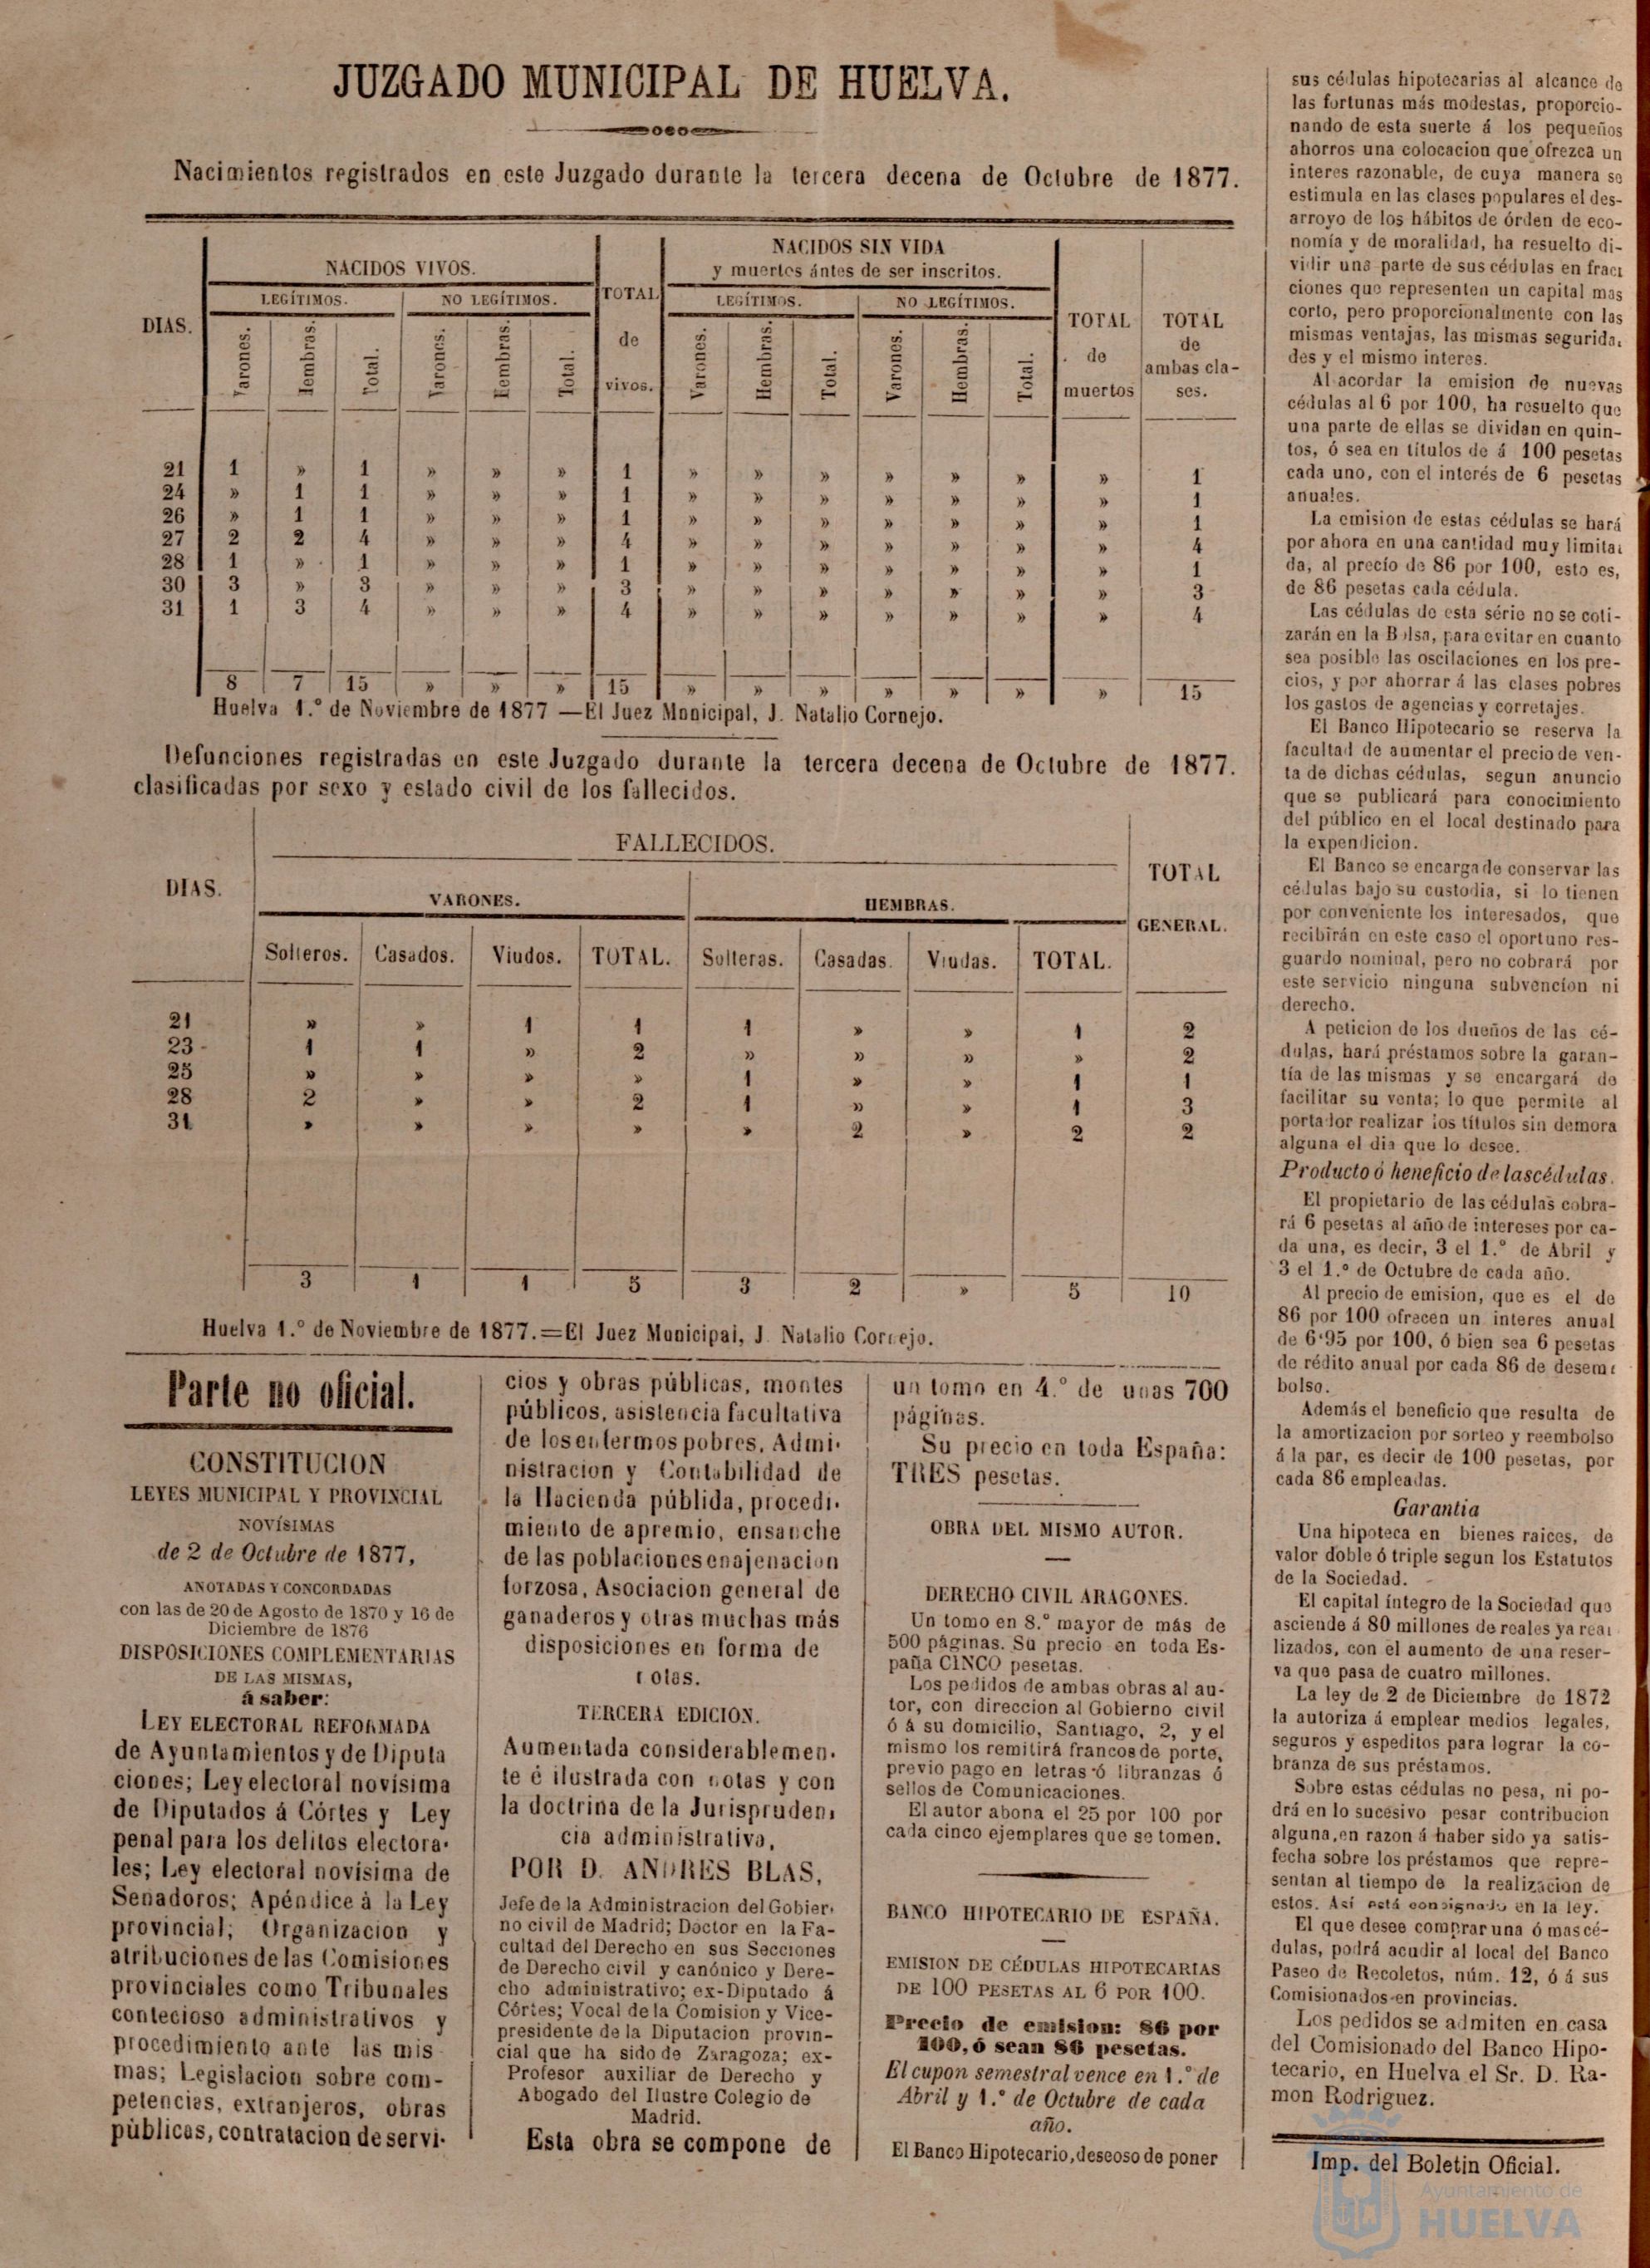 JUZGADO MUNICIPAL DE HUELVA.
Nacimientos registrados en este Juzgado durante la tercera decena de Octubre de 1877.
DIAS.
NACIDOS VIVOS.
LEGÍTIMOS. NO LEGÍTIMOS.
Varones. Hembras. Total. Varones. Hembras. Total.
TOTAL
de
vivos.
NACIDOS SIN VIDA
y muertos ántes de ser inscritos.
LEGÍTIMOS. NO LEGÍTIMOS.
Varones. Hembras. Total. Varones. Hembras. Total.
TOTAL
de
muertos
TOTAL
de
ambas cla-
ses.
21 1 » 1 » » » 1 » » » » » » » 1
24 » 1 1 » » » 1 » » » » » » » 1
26 » 1 1 » » » 1 » » » » » » » 1
27 2 2 4 » » » 4 » » » » » » » 4
28 1 » 1 » » » 1 » » » » » » » 1
30 3 » 3 » » » 3 » » » » » » » 3
31 1 3 4 » » » 4 » » » » » » » 4
8 7 15 » » » 15 » » » » » » » 15
Huelva 1.º de Noviembre de 1877 —El Juez Monicipal, J. Natalio Cornejo.
Defunciones registradas en este Juzgado durante la tercera decena de Octubre de 1877.
clasificadas por sexo y estado civil de los fallecidos.
DIAS.
FALLECIDOS.
VARONES. HEMBRAS.
TOTAL
GENERAL.
Solteros. Casados. Viudos. TOTAL. Solteras. Casadas. Viudas. TOTAL.
21 » » 1 1 1 » » 1 2
23 1 1 » 2 » » » » 2
25 » » » » 1 » » 1 1
28 2 » » 2 1 » » 1 3
31 » » » » » 2 » 2 2
3 1 1 5 3 2 » 5 10
Huelva 1.º de Noviembre de 1877.=El Juez Municipal, J. Natalio Cornejo.
Parte no oficial.
CONSTITUCION
LEYES MUNICIPAL Y PROVINCIAL
NOVÍSIMAS
de 2 de Octubre de 1877,
ANOTADAS Y CONCORDADAS
con las de 20 de Agosto de 1870 y 16 de
Diciembre de 1876
DISPOSICIONES COMPLEMENTARIAS
DE LAS MISMAS,
á saber:
LEY ELECTORAL REFORMADA
de Ayuntamientos y de Diputa
ciones; Ley electoral novísima
de Diputados á Córtes y Ley
penal para los delitos electora-
les; Ley electoral novísima de
Senadores; Apéndice á la Ley
provincial; Organizacion y
atribuciones de las Comisiones
provinciales como Tribunales
contecioso administrativos y
procedimiento ante las mis
mas; Legislacion sobre com-
petencias, extranjeros, obras
públicas, contratacion de servi-
cios y obras públicas, montes
públicos, asistencia facultativa
de los enfermos pobres, Admi-
nistracion y Contabilidad de
la Hacienda públida, procedi-
miento de apremio, ensanche
de las poblaciones enajenacion
forzosa, Asociacion general de
ganaderos y otras muchas más
disposiciones en forma de
notas.
TERCERA EDICION.
Aumentada considerablemen-
te é ilustrada con notas y con
la doctrina de la Jurispruden-
cia administrativa,
POR D. ANDRES BLAS,
Jefe de la Administracion del Gobier-
no civil de Madrid; Doctor en la Fa-
cultad del Derecho en sus Secciones
de Derecho civil y canónico y Dere-
cho administrativo; ex-Diputado á
Córtes; Vocal de la Comision y Vice-
presidente de la Diputacion provin-
cial que ha sido de Zaragoza; ex-
Profesor auxiliar de Derecho y
Abogado del Ilustre Colegio de
Madrid.
Esta obra se compone de
un tomo en 4.º de unas 700
páginas.
Su precio en toda España:
TRES pesetas.
OBRA DEL MISMO AUTOR.
DERECHO CIVIL ARAGONES.
Un tomo en 8.º mayor de más de
500 páginas. Su precio en toda Es-
paña CINCO pesetas.
Los pedidos de ambas obras al au-
tor, con direccion al Gobierno civil
ó á su domicilio, Santiago, 2, y el
mismo los remitirá francos de porte,
previo pago en letras ó libranzas ó
sellos de Comunicaciones.
El autor abona el 25 por 100 por
cada cinco ejemplares que se tomen.
BANCO HIPOTECARIO DE ESPAÑA.
EMISION DE CÉDULAS HIPOTECARIAS
DE 100 PESETAS AL 6 POR 100.
Precio de emision: 86 por
100, ó sean 86 pesetas.
El cupon semestral vence en 1.º de
Abril y 1.º de Octubre de cada
año.
El Banco Hipotecario, deseoso de poner
sus cédulas hipotecarias al alcance de
las fortunas más modestas, proporcio-
nando de esta suerte á los pequeños
ahorros una colocacion que ofrezca un
interes razonable, de cuya manera se
estimula en las clases populares el des-
arroyo de los hábitos de órden de eco-
nomía y de moralidad, ha resuelto di-
vidir una parte de sus cédulas en frac
ciones que representen un capital mas
corto, pero proporcionalmente con las
mismas ventajas, las mismas segurida-
des y el mismo interes.
Al acordar la emision de nuevas
cédulas al 6 por 100, ha resuelto que
una parte de ellas se dividan en quin-
tos, ó sea en títulos de á 100 pesetas
cada uno, con el interés de 6 pesetas
anuales.
La emision de estas cédulas se hará
por ahora en una cantidad muy limita-
da, al precio de 86 por 100, esto es,
de 86 pesetas cada cédula.
Las cédulas de esta série no se coti-
zarán en la Bolsa, para evitar en cuanto
sea posible las oscilaciones en los pre-
cios, y por ahorrar á las clases pobres
los gastos de agencias y corretajes.
El Banco Hipotecario se reserva la
facultad de aumentar el precio de ven-
ta de dichas cédulas, segun anuncio
que se publicará para conocimiento
del público en el local destinado para
la expendicion.
El Banco se encarga de conservar las
cédulas bajo su custodia, si lo tienen
por conveniente los interesados, que
recibirán en este caso el oportuno res-
guardo nominal, pero no cobrará por
este servicio ninguna subvencion ni
derecho.
A peticion de los dueños de las cé-
dulas, hará préstamos sobre la garan-
tía de las mismas y se encargará de
facilitar su venta; lo que permite al
portador realizar los títulos sin demora
alguna el dia que lo desee.
Producto ó beneficio de las cédulas.
El propietario de las cédulas cobra-
rá 6 pesetas al año de intereses por ca-
da una, es decir, 3 el 1.º de Abril y
3 el 1.º de Octubre de cada año.
Al precio de emision, que es el de
86 por 100 ofrecen un interes anual
de 6'95 por 100, ó bien sea 6 pesetas
de rédito anual por cada 86 de desem-
bolso.
Además el beneficio que resulta de
la amortizacion por sorteo y reembolso
á la par, es decir de 100 pesetas, por
cada 86 empleadas.
Garantia
Una hipoteca en bienes raices, de
valor doble ó triple segun los Estatutos
de la Sociedad.
El capital íntegro de la Sociedad que
asciende á 80 millones de reales ya rea-
lizados, con el aumento de una reser-
va que pasa de cuatro millones.
La ley de 2 de Diciembre de 1872
la autoriza á emplear medios legales,
seguros y espeditos para lograr la co-
branza de sus préstamos.
Sobre estas cédulas no pesa, ni po-
drá en lo sucesivo pesar contribucion
alguna, en razon á haber sido ya satis-
fecha sobre los préstamos que repre-
sentan al tiempo de la realizacion de
estos. Así está consignado en la ley.
El que desee comprar una ó mas cé-
dulas, podrá acudir al local del Banco
Paseo de Recoletos, núm. 12, ó á sus
Comisionados en provincias.
Los pedidos se admiten en casa
del Comisionado del Banco Hipo-
tecario, en Huelva el Sr. D. Ra-
mon Rodriguez.
Imp. del Boletin Oficial.
Ayuntamiento de
HUELVA